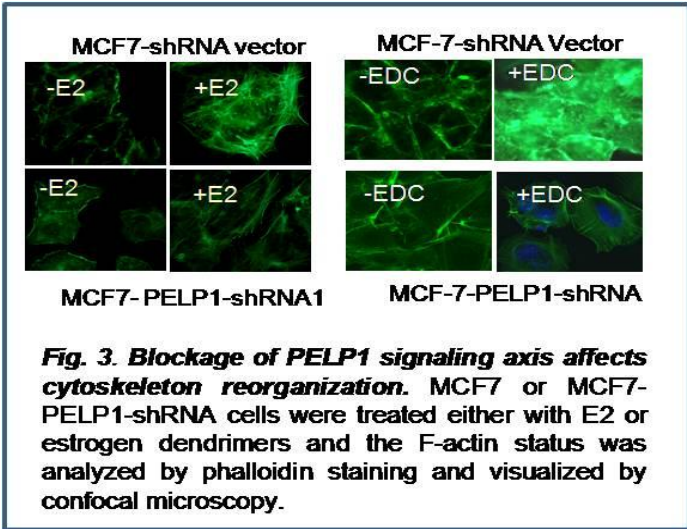 MCF7-shRNA vector
MCF-7-shRNA Vector
-E2
+E2
-EDC
+EDC
-E2
+E2
-EDC
+EDC
MCF7- PELP1-shRNA1
MCF-7-PELP1-shRNA
Fig. 3. Blockage of PELP1 signaling axis affects
cytoskeleton reorganization. MCF7 or MCF7-
PELP1-shRNA cells were treated either with E2 or
estrogen dendrimers and the F-actin status was
analyzed by phalloidin staining and visualized by
confocal microscopy.